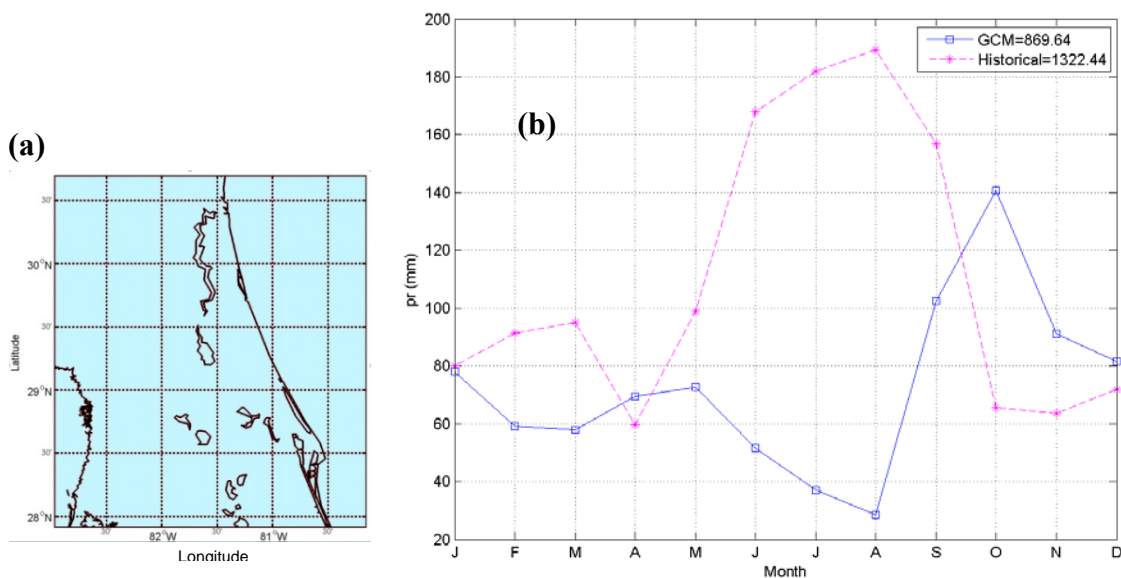 (a)
30'
30°N
30'
29°N
30'
28°N
Latitude
30'
82°W
30'
81°W
30'
Longitude
(b)
GCM=869.64
Historical=1322.44
200
180
160
140
120
100
80
60
40
20
pr (mm)
J F M A M J J A S O N D
Month